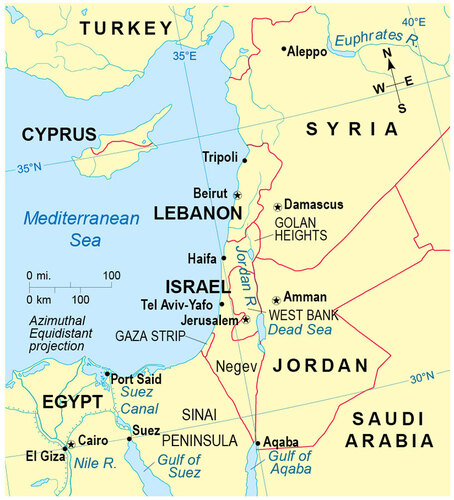 TURKEY
40°E
Euphrates R.
35°E
Aleppo
N
W E
S
CYPRUS
SYRIA
35°N
Tripoli
Beirut
LEBANON
Damascus
GOLAN
HEIGHTS
Mediterranean
Sea
Haifa
Jordan R.
0 mi. 100
0 km 100
ISRAEL
Amman
Tel Aviv-Yafo
WEST BANK
Jerusalem
Dead Sea
Azimuthal
Equidistant
projection
GAZA STRIP
Negev
JORDAN
Port Said
30°N
Suez
Canal
EGYPT
SINAI
PENINSULA
SAUDI
ARABIA
Cairo
Suez
Aqaba
El Giza
Nile R.
Gulf of
Suez
Gulf of
Aqaba